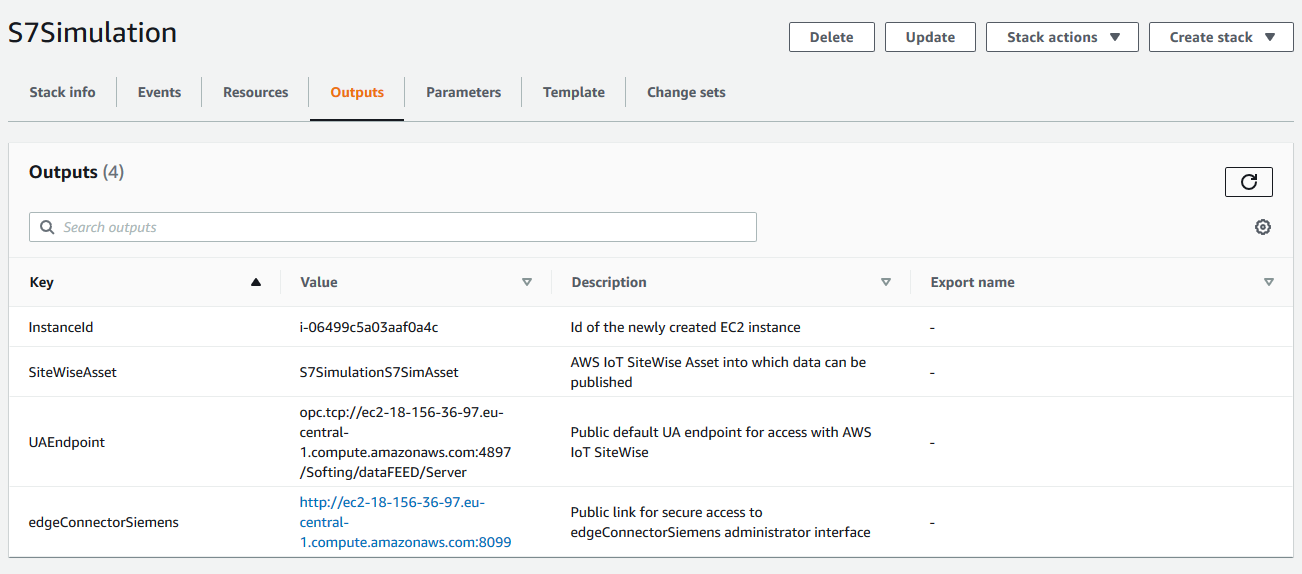 S7Simulation
Delete
Update
Stack actions
Create stack
Stack info
Events
Resources
Outputs
Parameters
Template
Change sets
Outputs (4)
Search outputs
Key
Value
Description
Export name
InstanceId
i-06499c5a03aaf0a4c
Id of the newly created EC2 instance
-
SiteWiseAsset
S7SimulationS7SimAsset
AWS IoT SiteWise Asset into which data can be
published
-
UAEndpoint
opc.tcp://ec2-18-156-36-97.eu-
central-
1.compute.amazonaws.com:4897
/Softing/dataFEED/Server
Public default UA endpoint for access with AWS
IoT SiteWise
-
edgeConnectorSiemens
http://ec2-18-156-36-97.eu-
central-
1.compute.amazonaws.com:8099
Public link for secure access to
edgeConnectorSiemens administrator interface
-